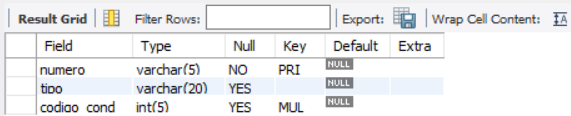 Result Grid Filter Rows: Export: Wrap Cell Content: IA
Field Type Null Key Default Extra
numero varchar(5) NO PRI NULL
tipo varchar(20) YES NULL
codigo_cond int(5) YES MUL NULL